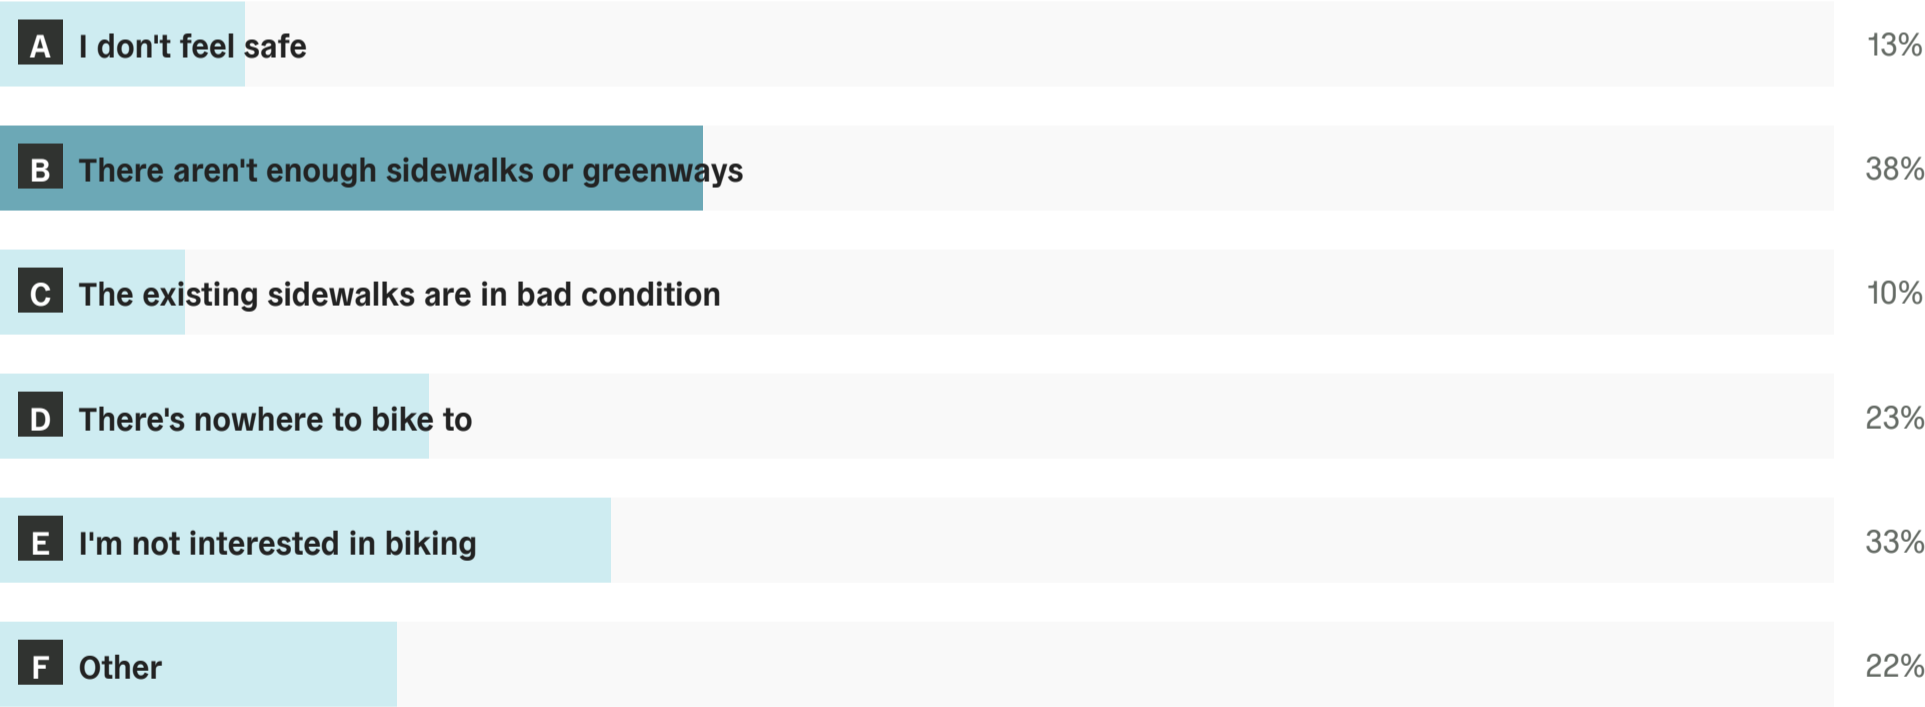 A I don't feel safe 13%
B There aren't enough sidewalks or greenways 38%
C The existing sidewalks are in bad condition 10%
D There's nowhere to bike to 23%
E I'm not interested in biking 33%
F Other 22%